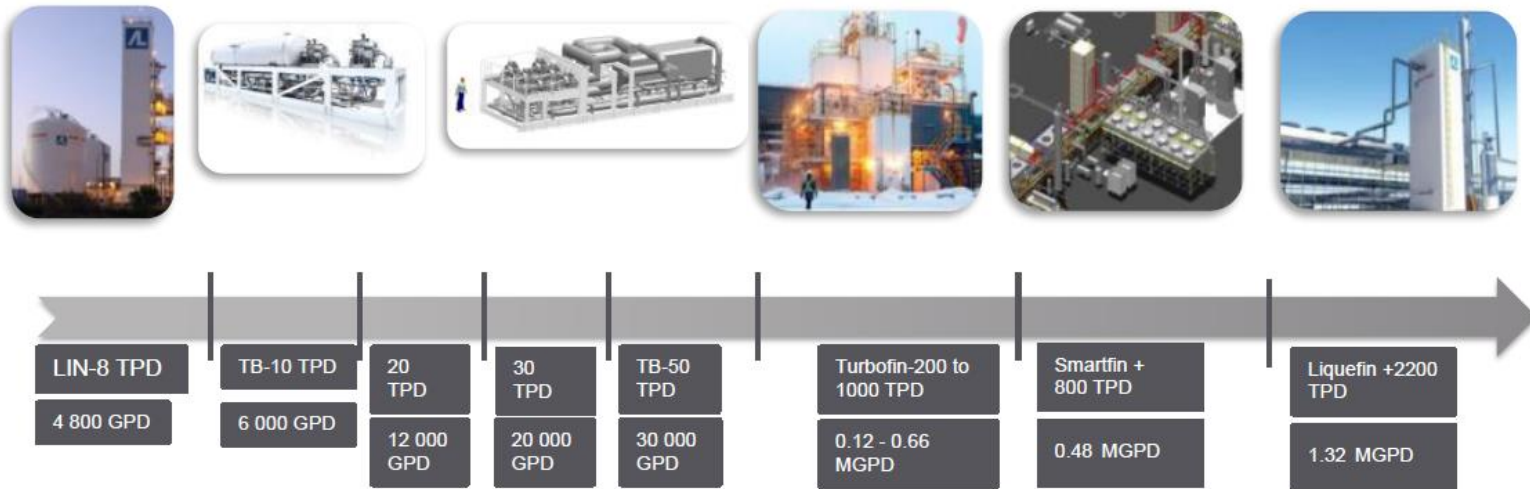 LIN-8 TPD
4 800 GPD
TB-10 TPD
6 000 GPD
20
TPD
12 000
GPD
30
TPD
20 000
GPD
TB-50
TPD
30 000
GPD
Turbofin-200 to
1000 TPD
0.12 - 0.66
MGPD
Smartfin +
800 TPD
0.48 MGPD
Liquefin +2200
TPD
1.32 MGPD